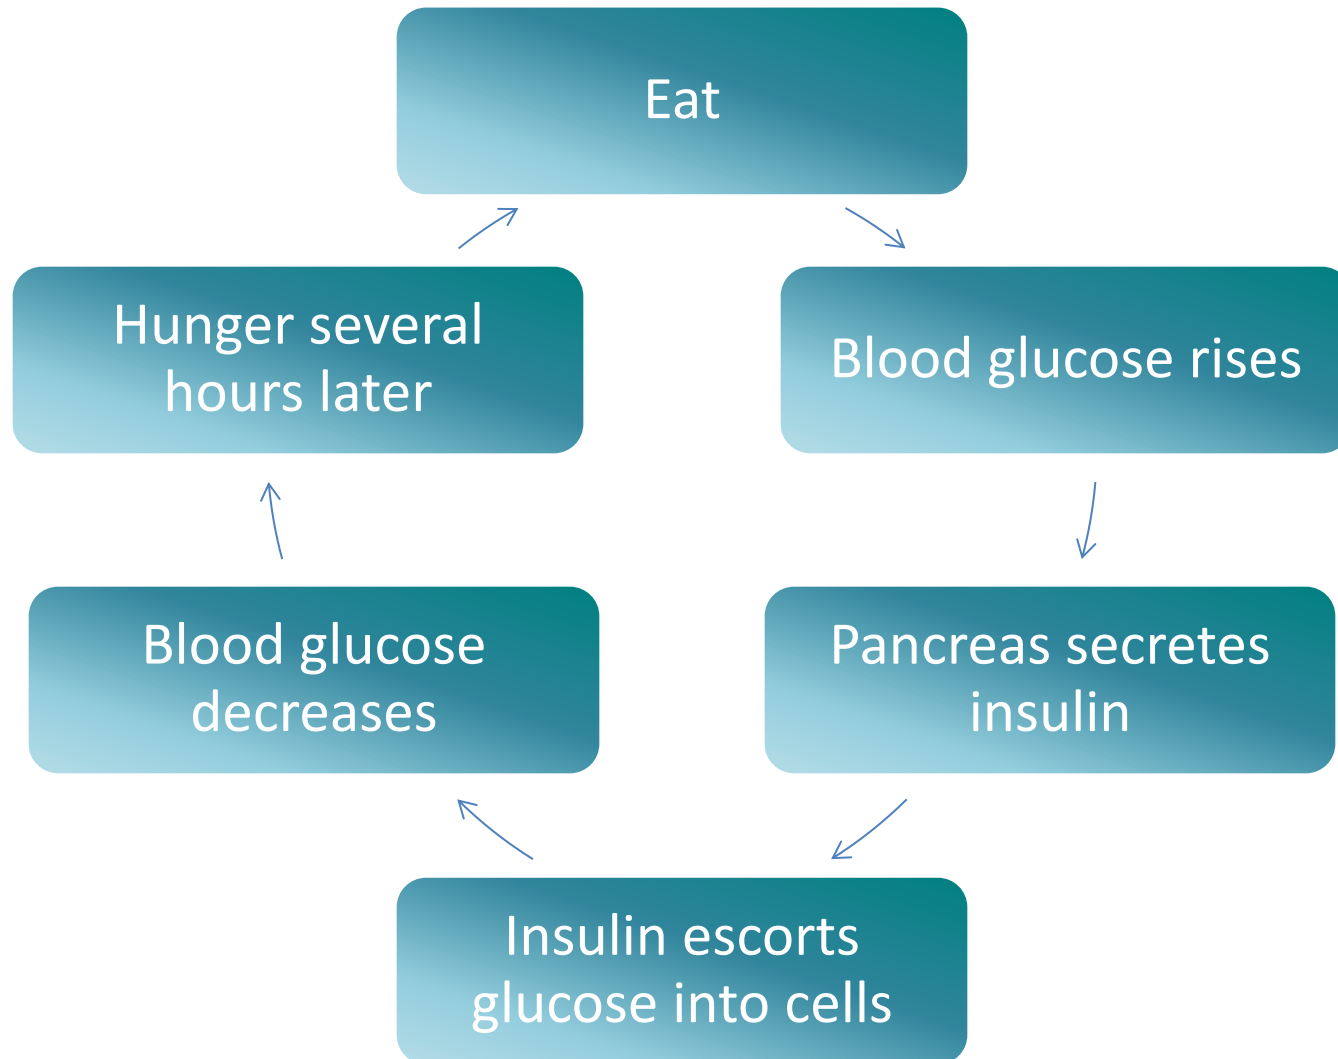 Eat
Blood glucose rises
Pancreas secretes
insulin
Insulin escorts
glucose into cells
Blood glucose
decreases
Hunger several
hours later